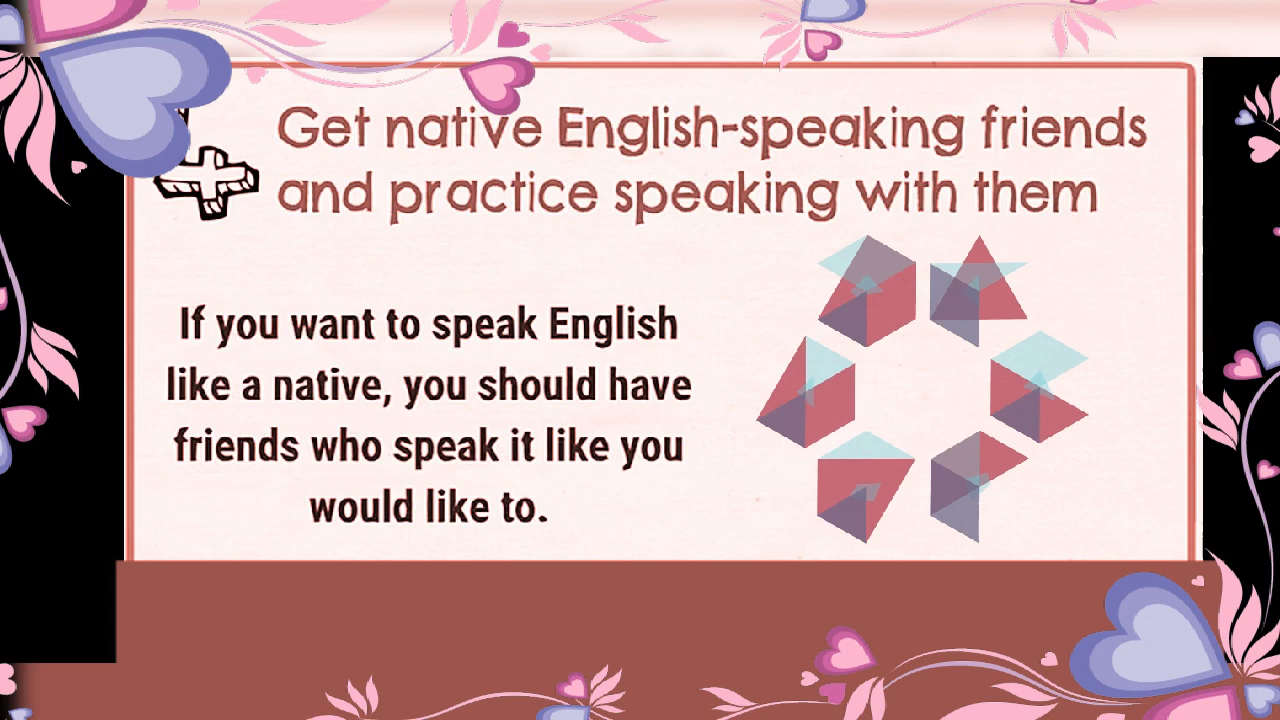 Get native English-speaking friends
and practice speaking with them
If you want to speak English
like a native, you should have
friends who speak it like you
would like to.